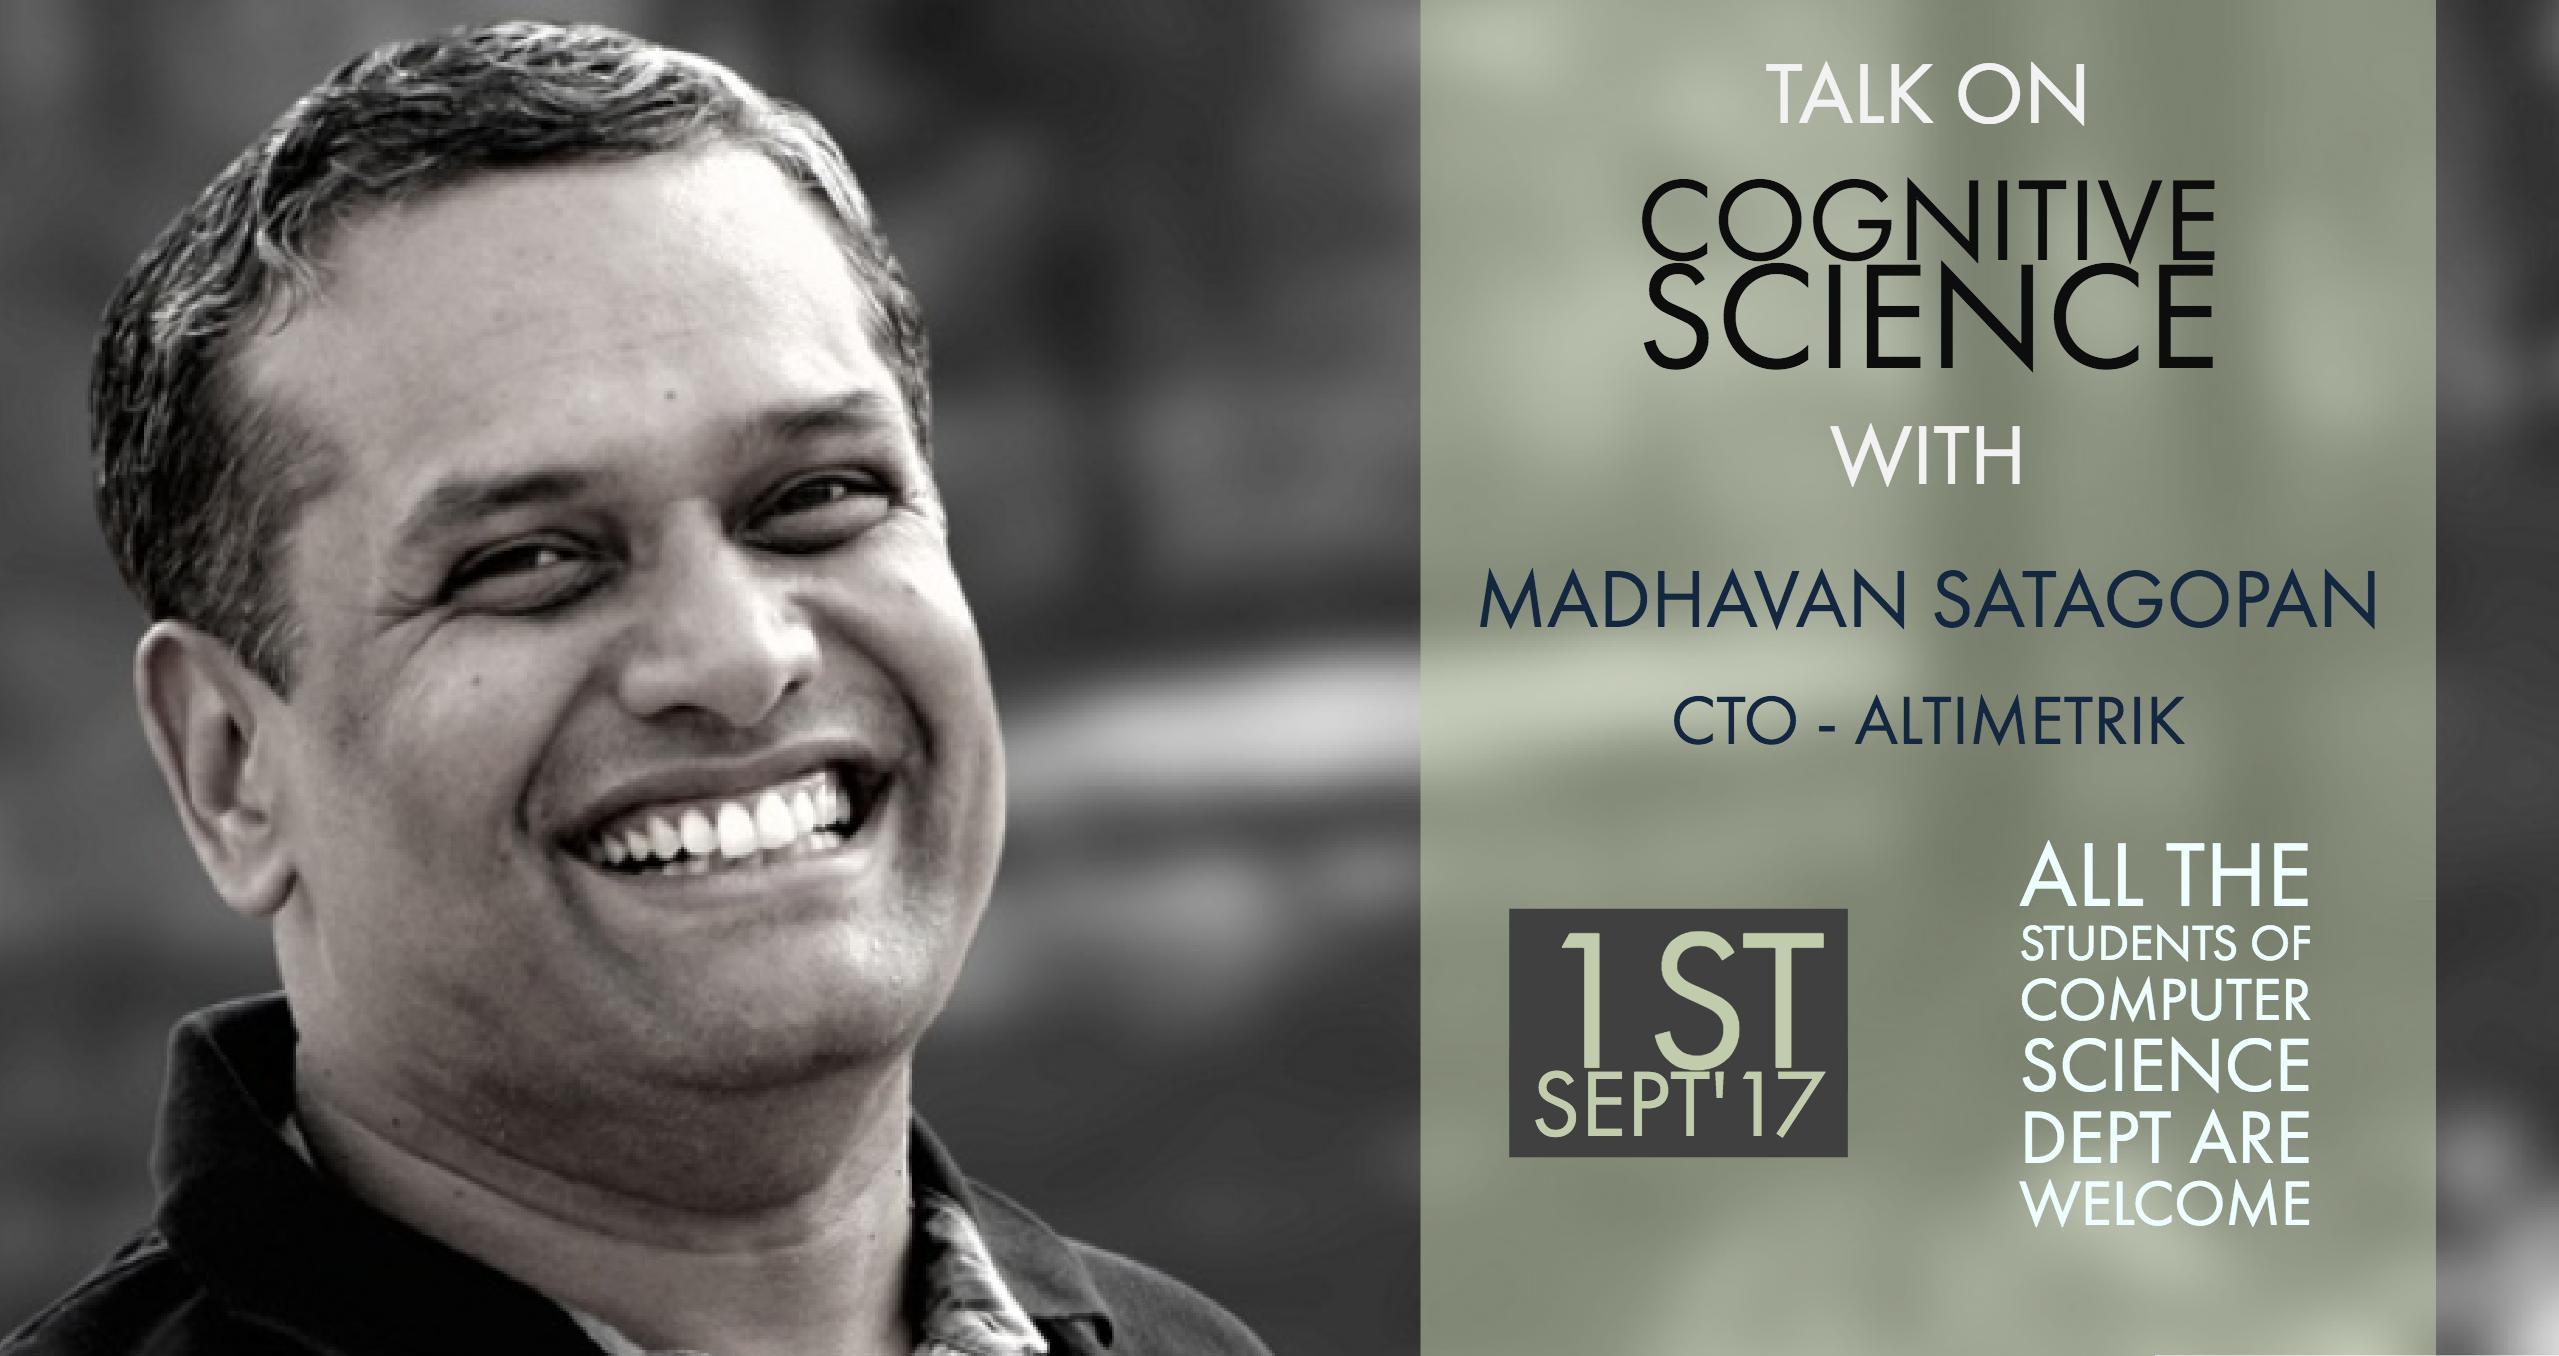 TALK ON
COGNITIVE
SCIENCE
WITH
MADHAVAN SATAGOPAN
CTO - ALTIMETRIK
1ST
SEPT'17
ALL THE
STUDENTS OF
COMPUTER
SCIENCE
DEPT ARE
WELCOME